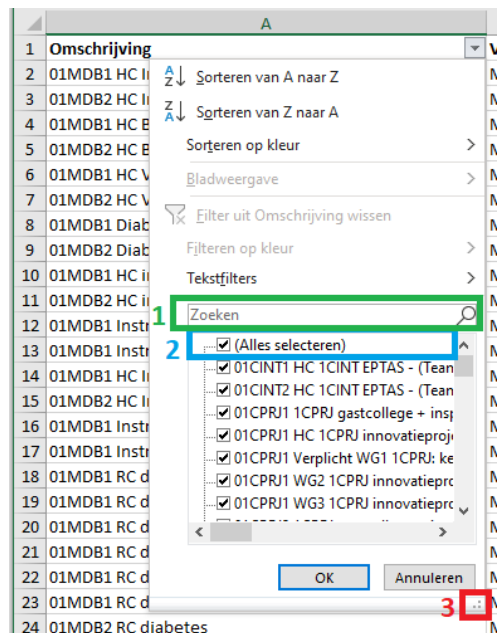 A
1 Omschrijving
2 01MDB1 HC I
3 01MDB2 HC I
4 01MDB1 HC B
5 01MDB2 HC B
6 01MDB1 HC V
7 01MDB2 HC V
8 01MDB1 Diab
9 01MDB2 Diab
10 01MDB1 HC i
11 01MDB2 HC i
12 01MDB1 Instr
13 01MDB1 Instr
14 01MDB1 HC I
15 01MDB2 HC I
16 01MDB1 Instr
17 01MDB1 Instr
18 01MDB1 RC d
19 01MDB1 RC d
20 01MDB1 RC d
21 01MDB1 RC d
22 01MDB1 RC d
23 01MDB1 RC d
24 01MDB2 RC diabetes
Sorteren van A naar Z
Sorteren van Z naar A
Sorteren op kleur
Bladweergave
Filter uit Omschrijving wissen
Filteren op kleur
Tekstfilters
1 Zoeken
2 (Alles selecteren)
01CINT1 HC 1CINT EPTAS - (Tean
01CINT2 HC 1CINT EPTAS - (Tean
01CPRJ1 1CPRJ gastcollege + insp
01CPRJ1 HC 1CPRJ innovatieproj
01CPRJ1 Verplicht WG1 1CPRJ: ke
01CPRJ1 WG2 1CPRJ innovatiepro
01CPRJ1 WG3 1CPRJ innovatiepro
OK Annuleren
3